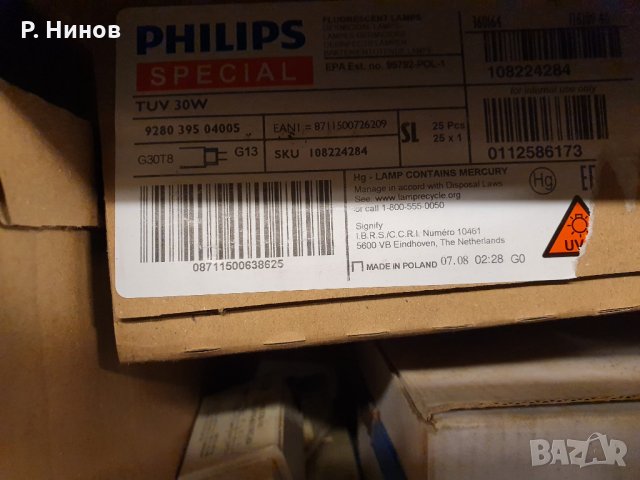 Р. Нинов
PHILIPS
SPECIAL
FLUORESCENT LAMPS
EPA Est. no. 95792-POL-1
108224284
for internal use only
TUV 30W
9280 395 04005
EAN1 = 8711500726209
SL
25 Pcs
25 x 1
G30T8
G13
SKU 108224284
0112586173
Hg - LAMP CONTAINS MERCURY
Manage in accord with Disposal Laws
See: www.lamprecycle.org
or call 1-800-555-0050
Hg
Signify
I.B.R.S./C.C.R.I. Numéro 10461
5600 VB Eindhoven, The Netherlands
UV
08711500638625
MADE IN POLAND 07.08 02:28 G0
BAZAR